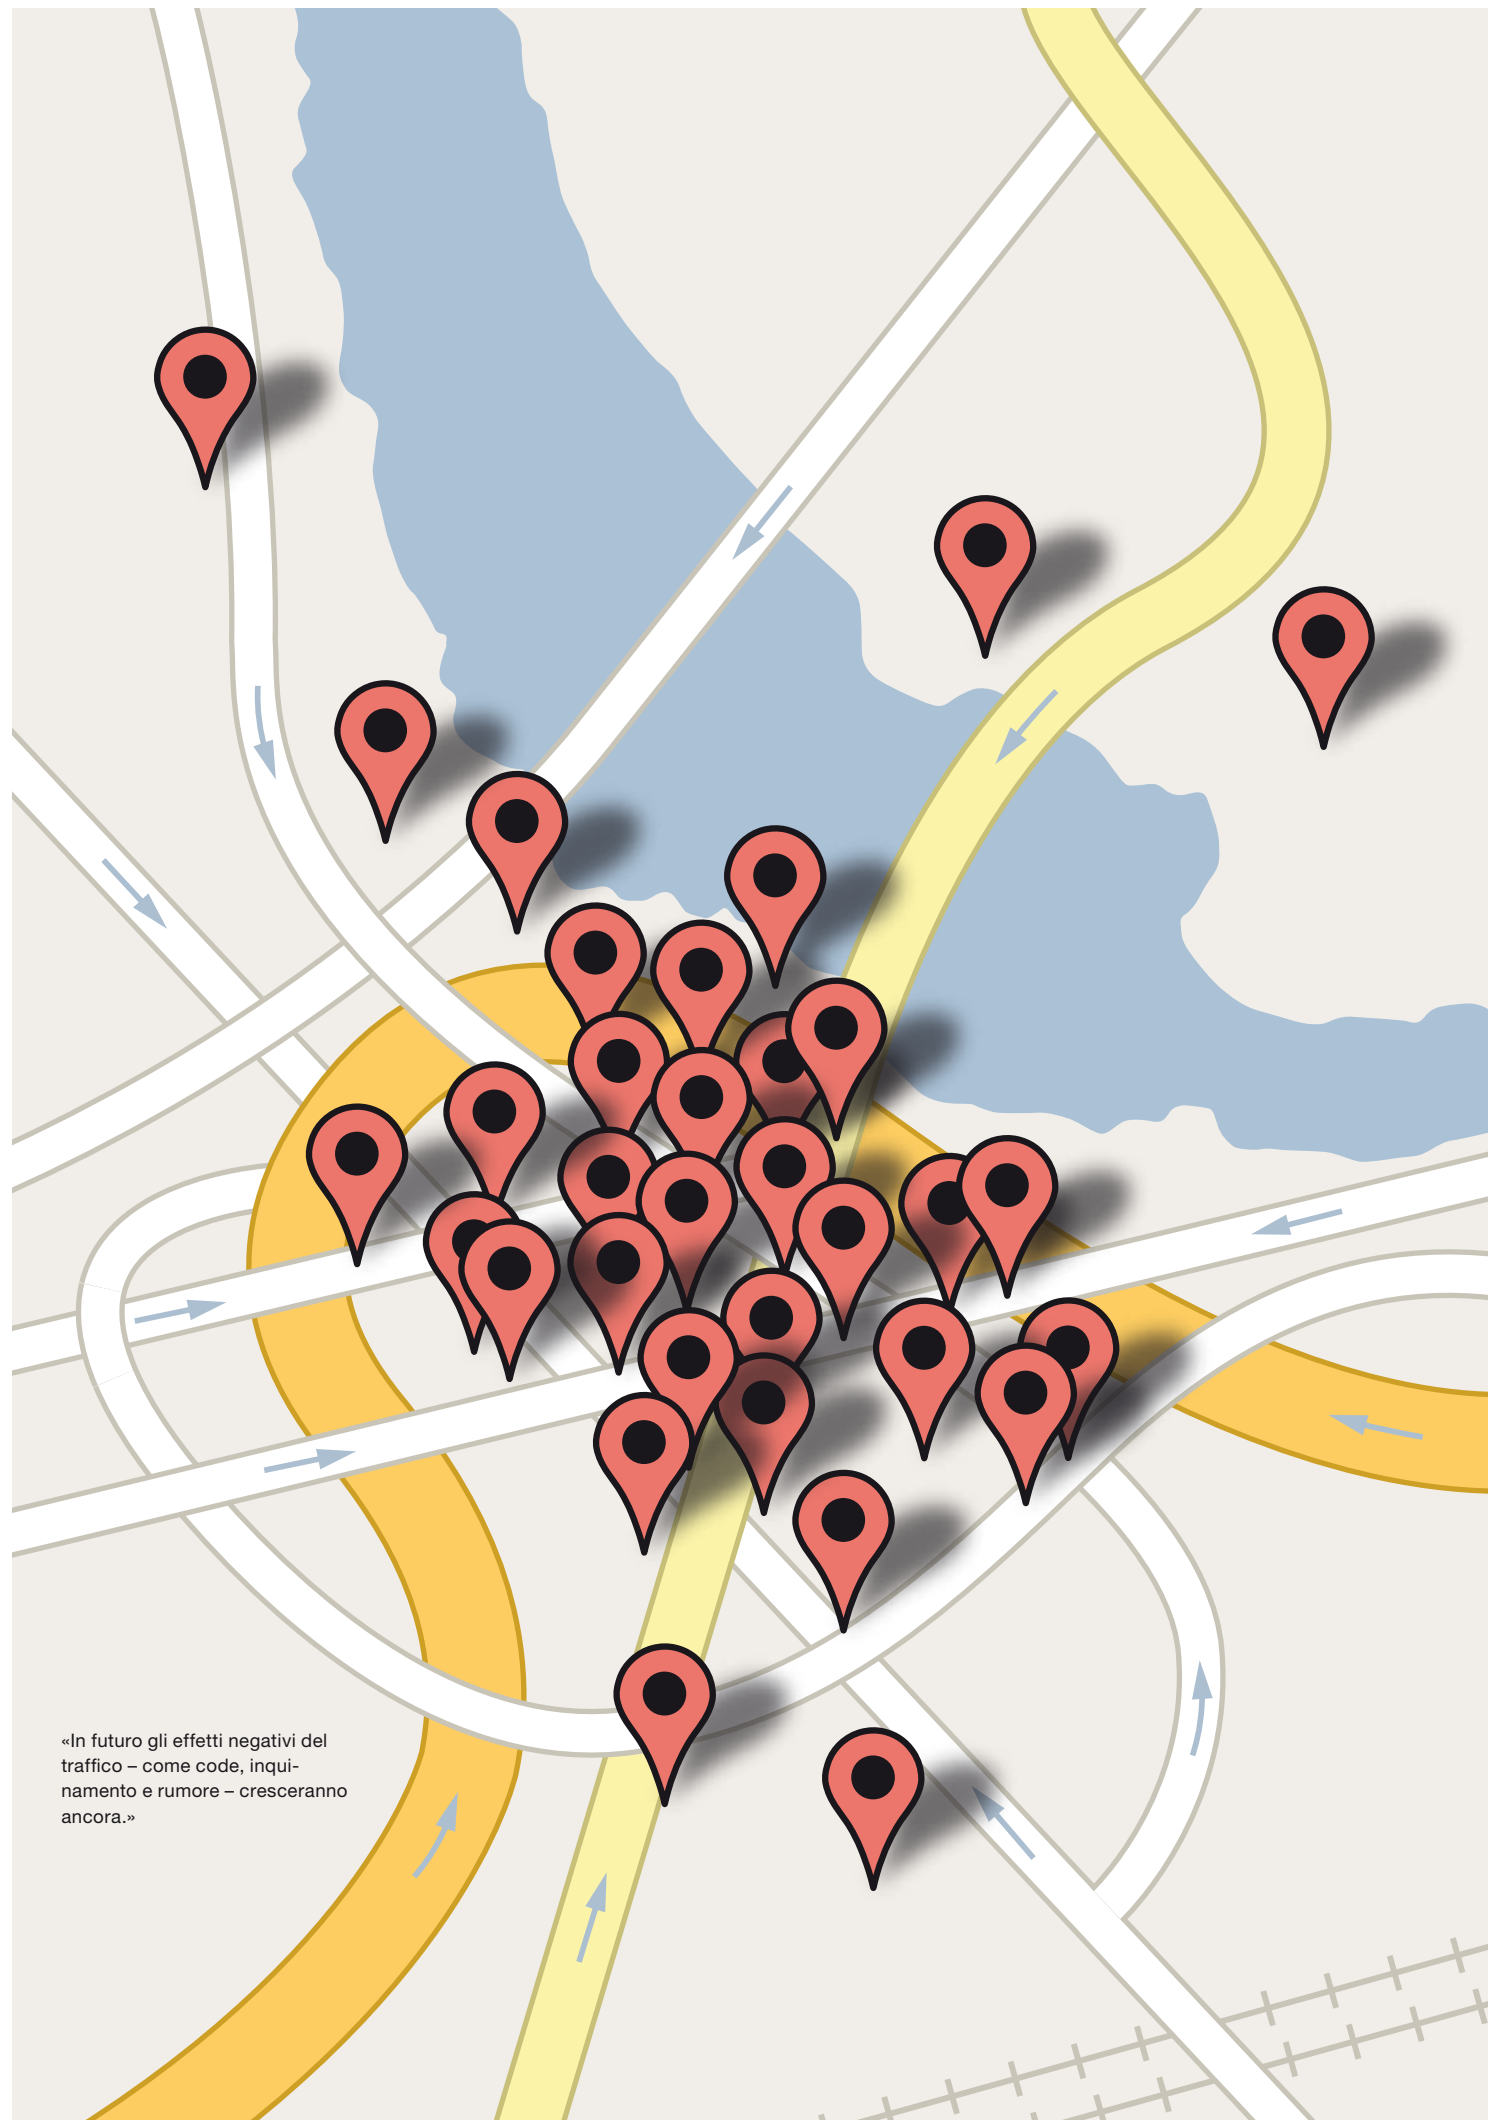 «In futuro gli effetti negativi del
traffico – come code, inqui-
namento e rumore – cresceranno
ancora.»